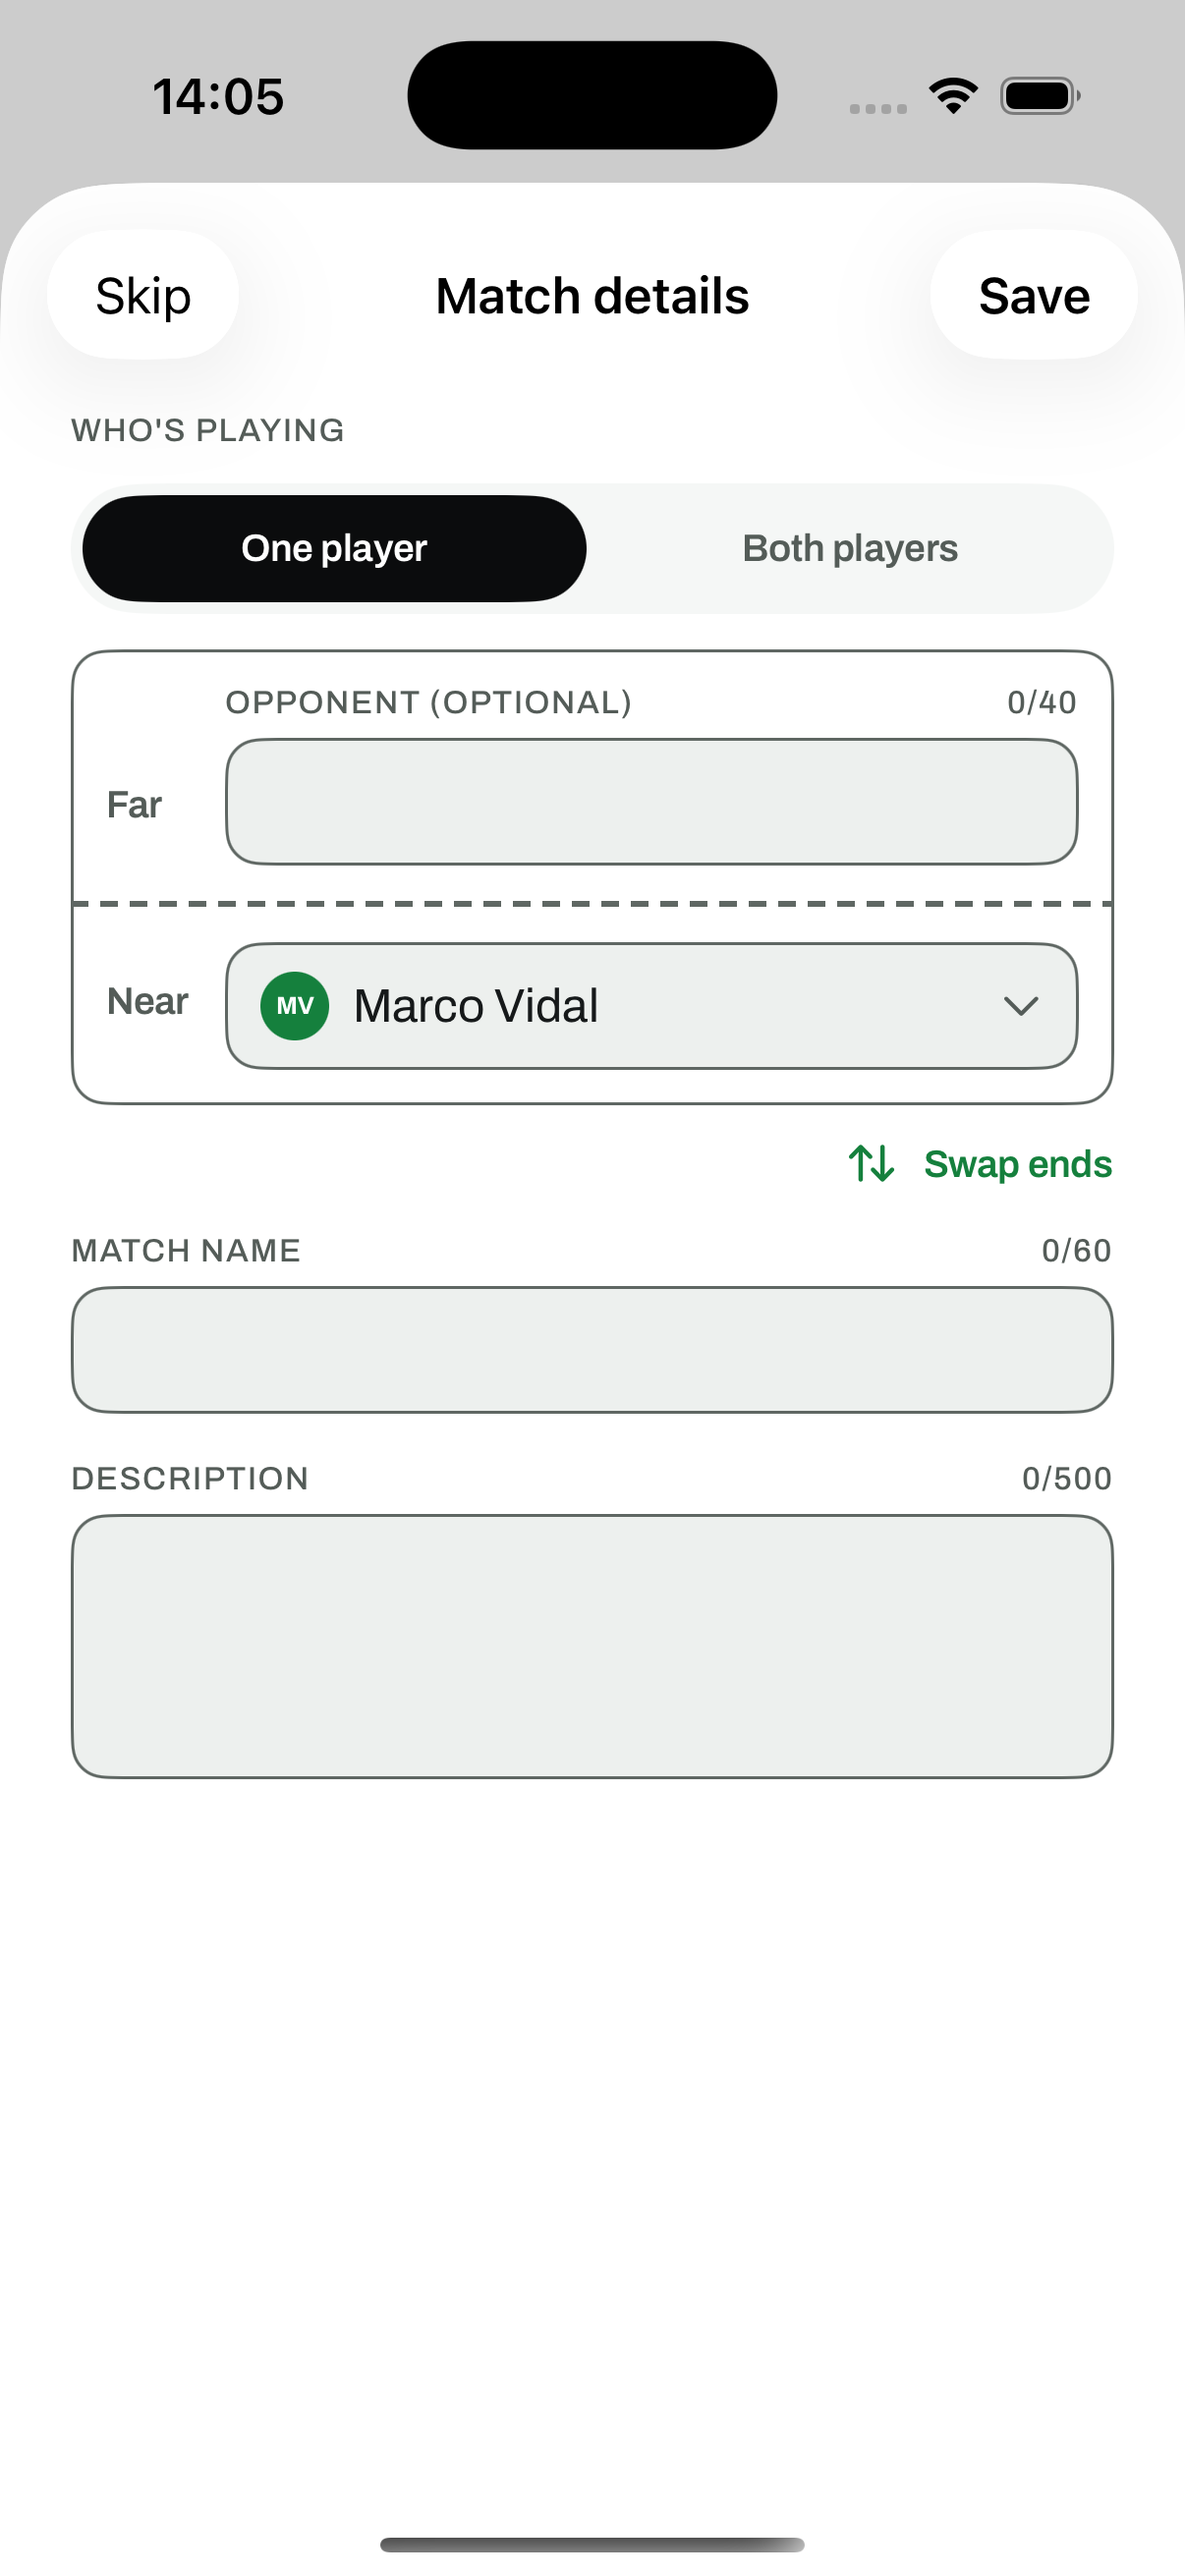 14:05
Skip
Match details
Save
WHO'S PLAYING
One player
Both players
OPPONENT (OPTIONAL)
0/40
Far
Near
MV
Marco Vidal
Swap ends
MATCH NAME
0/60
DESCRIPTION
0/500